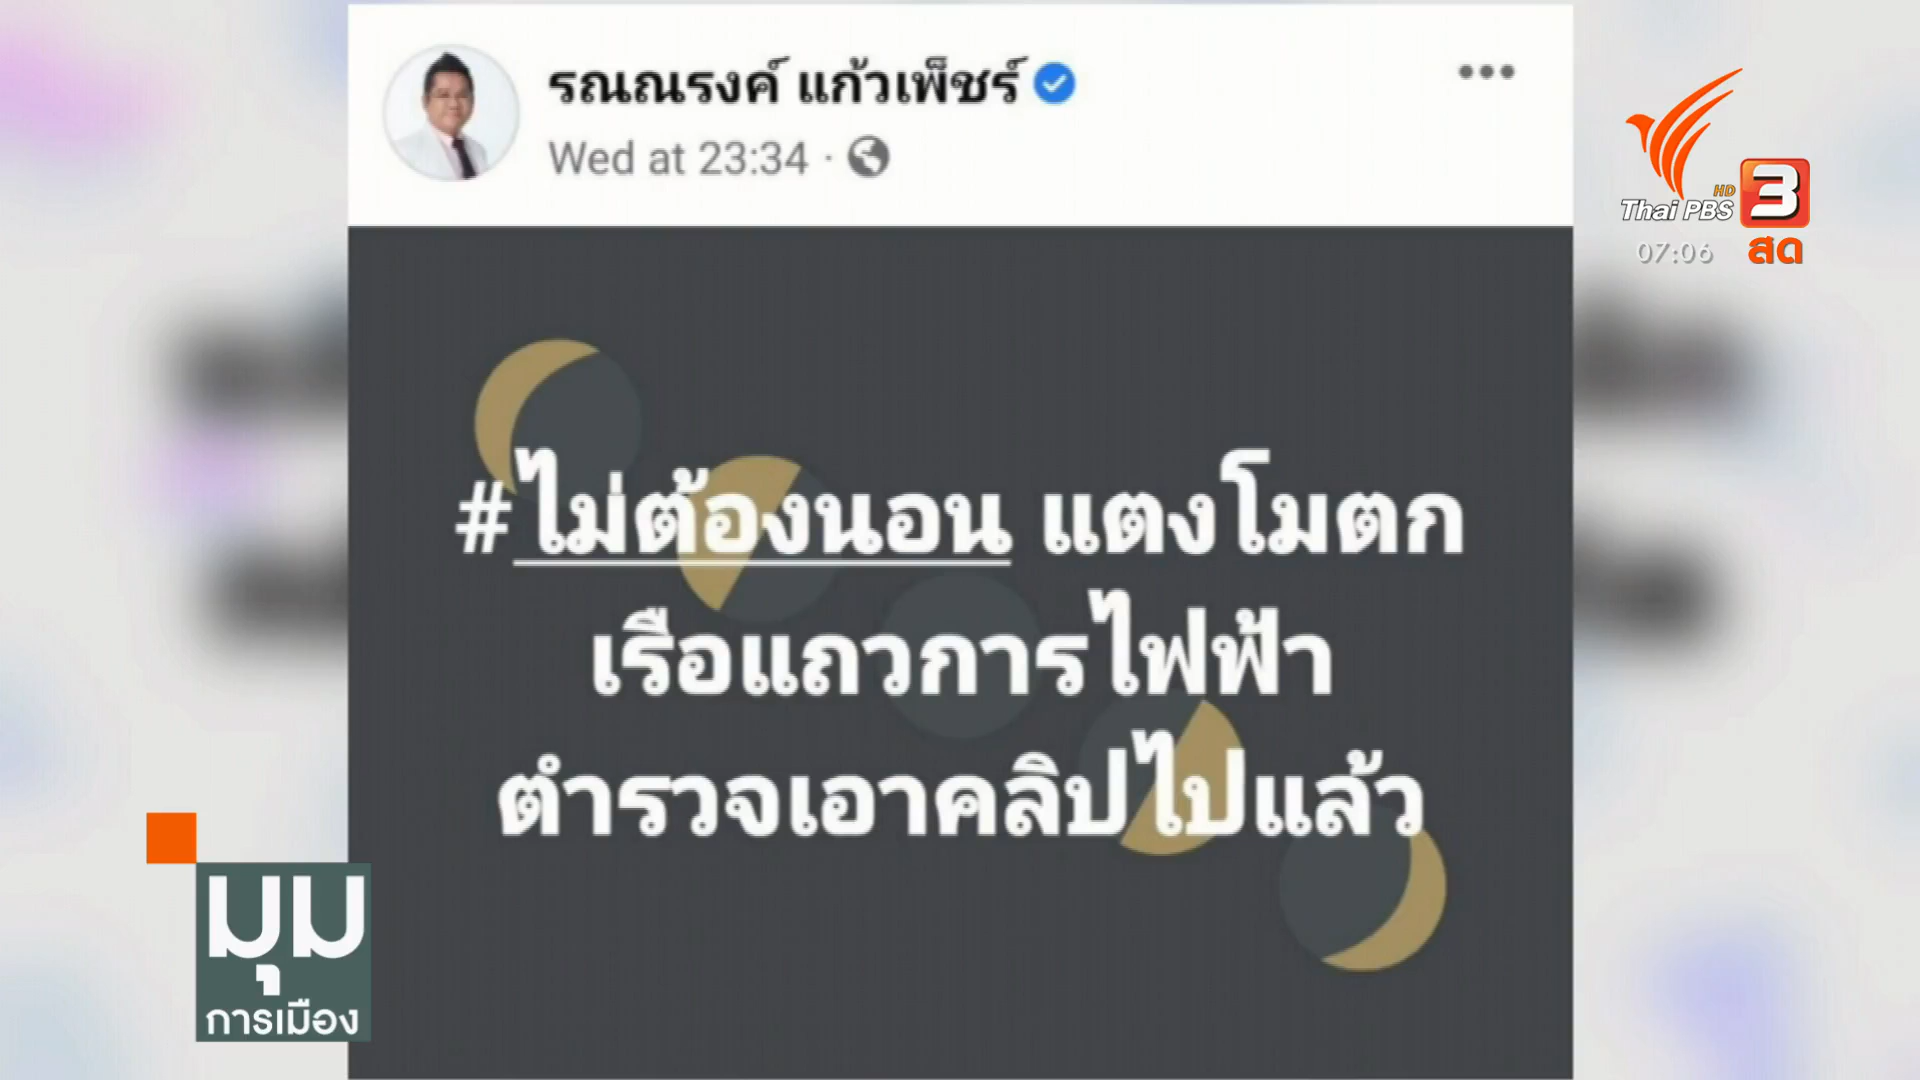 รณณรงค์ แก้วเพ็ชร์
Wed at 23:34 ·
Thai PBS HD 3
07:06 สด
#ไม่ต้องนอน แตงโมตก
เรือแถวการไฟฟ้า
ตำรวจเอาคลิปไปแล้ว
มุม
การเมือง